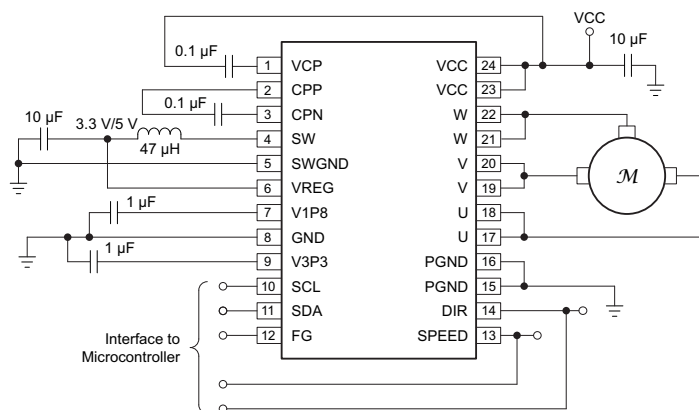 VCC
0.1 µF
10 µF
1 VCP
VCC 24
2 CPP
VCC 23
0.1 µF
3 CPN
W 22
10 µF
3.3 V/5 V
47 µH
4 SW
W 21
5 SWGND
V 20
6 VREG
V 19
M
1 µF
7 V1P8
U 18
8 GND
U 17
1 µF
9 V3P3
PGND 16
10 SCL
PGND 15
11 SDA
DIR 14
12 FG
SPEED 13
Interface to
Microcontroller